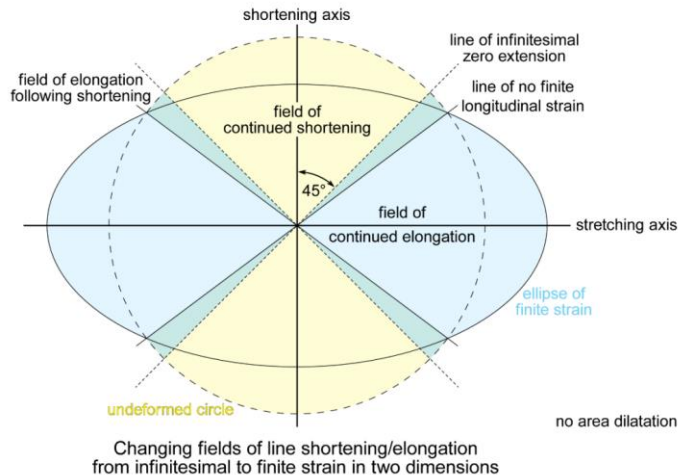 shortening axis
line of infinitesimal
zero extension
field of elongation
following shortening
line of no finite
longitudinal strain
field of
continued shortening
45°
field of
continued elongation
stretching axis
ellipse of
finite strain
undeformed circle
no area dilatation
Changing fields of line shortening/elongation
from infinitesimal to finite strain in two dimensions